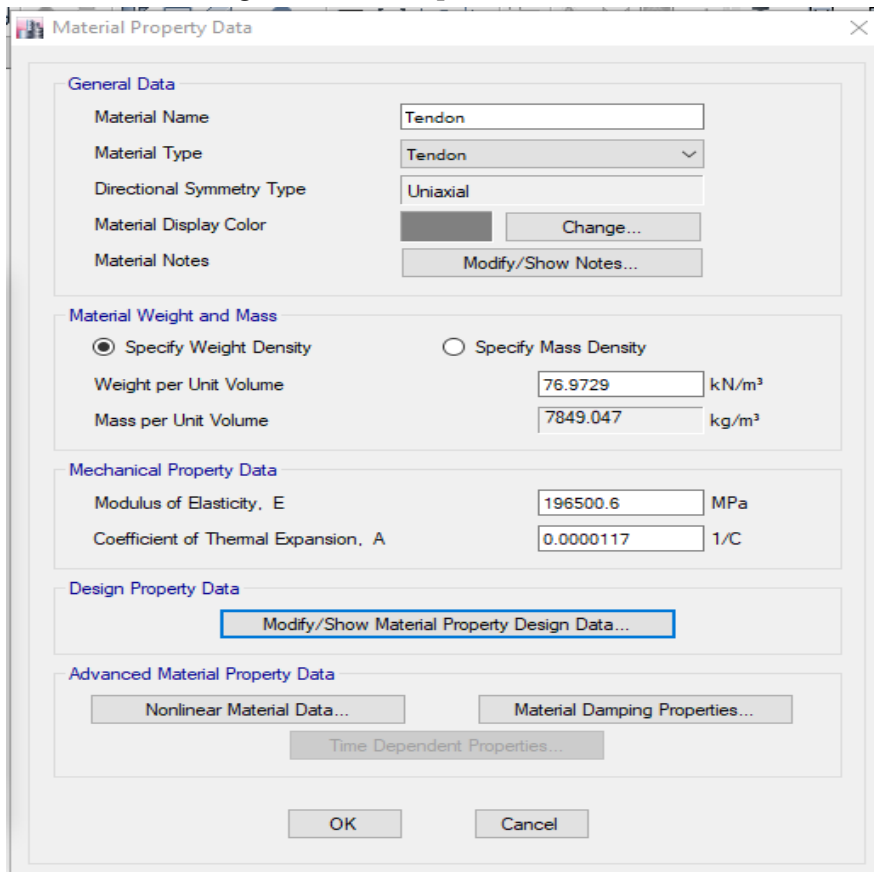 Material Property Data
General Data
Material Name Tendon
Material Type Tendon
Directional Symmetry Type Uniaxial
Material Display Color Change...
Material Notes Modify/Show Notes...
Material Weight and Mass
Specify Weight Density Specify Mass Density
Weight per Unit Volume 76.9729 kN/m³
Mass per Unit Volume 7849.047 kg/m³
Mechanical Property Data
Modulus of Elasticity, E 196500.6 MPa
Coefficient of Thermal Expansion, A 0.0000117 1/C
Design Property Data
Modify/Show Material Property Design Data...
Advanced Material Property Data
Nonlinear Material Data... Material Damping Properties...
Time Dependent Properties...
OK Cancel